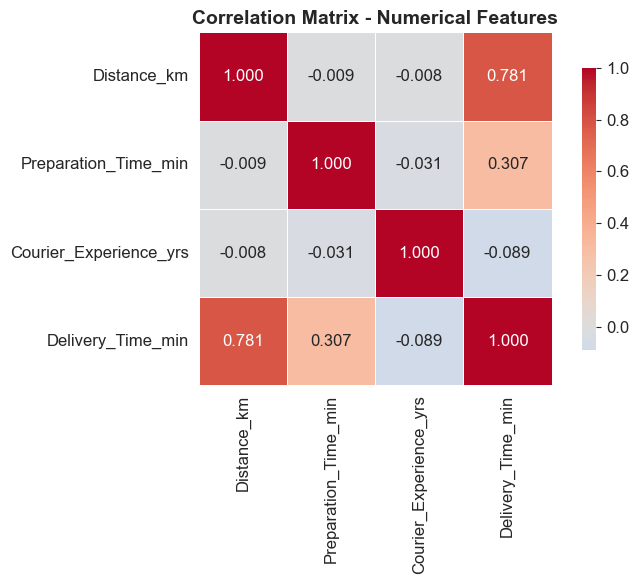 Correlation Matrix - Numerical Features
Distance_km 1.000 -0.009 -0.008 0.781
Preparation_Time_min -0.009 1.000 -0.031 0.307
Courier_Experience_yrs -0.008 -0.031 1.000 -0.089
Delivery_Time_min 0.781 0.307 -0.089 1.000
Distance_km
Preparation_Time_min
Courier_Experience_yrs
Delivery_Time_min
1.0
0.8
0.6
0.4
0.2
0.0